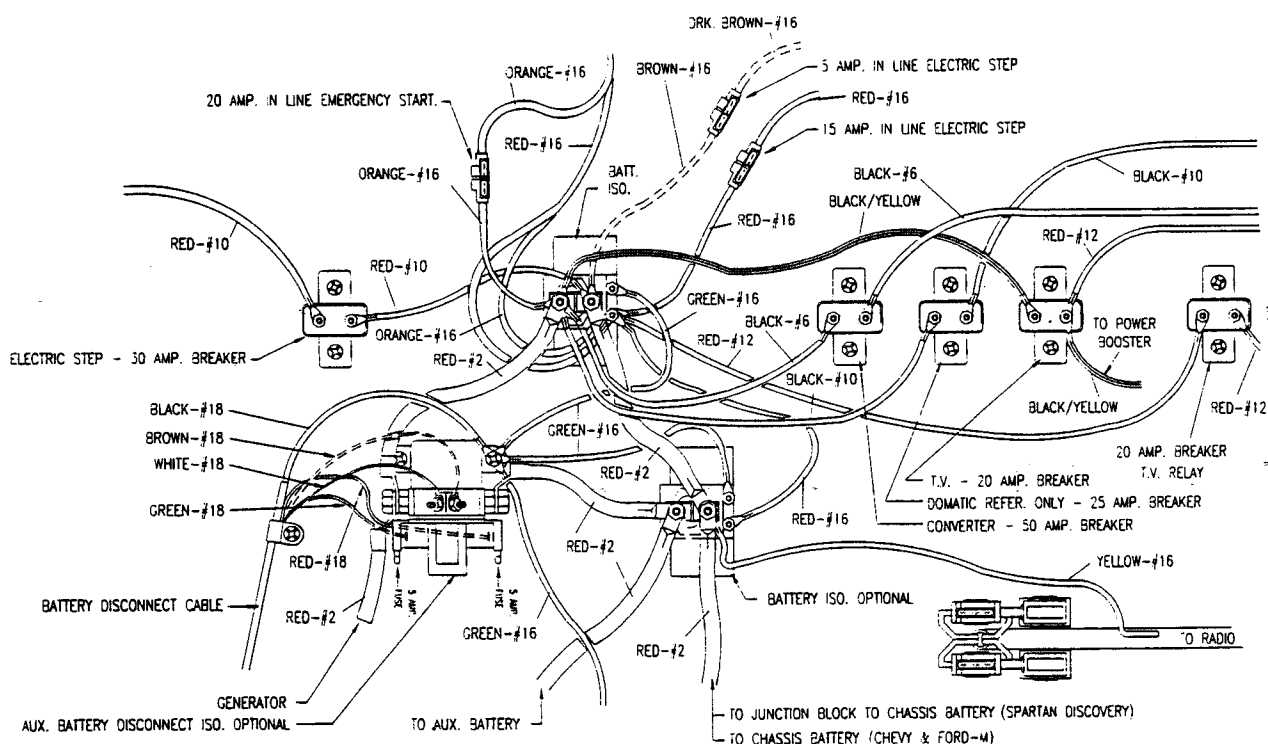 DRK. BROWN-#16
ORANGE-#16
BROWN-#16
5 AMP. IN LINE ELECTRIC STEP
RED-#16
20 AMP. IN LINE EMERGENCY START.
15 AMP. IN LINE ELECTRIC STEP
RED-#16
ORANGE-#16
BATT.
ISO.
BLACK-#6
BLACK-#10
BLACK/YELLOW
RED-#16
RED-#12
RED-#10
RED-#10
GREEN-#16
ORANGE-#16
BLACK-#6
TO POWER
BOOSTER
RED-#2
RED-#12
ELECTRIC STEP - 30 AMP. BREAKER
BLACK-#10
BLACK/YELLOW
RED-#12
BLACK-#18
GREEN-#16
BROWN-#18
20 AMP. BREAKER
T.V. RELAY
WHITE-#18
RED-#2
T.V. - 20 AMP. BREAKER
DOMATIC REFER. ONLY - 25 AMP. BREAKER
GREEN-#18
RED-#16
CONVERTER - 50 AMP. BREAKER
RED-#2
RED-#18
YELLOW-#16
5 AMP.
FUSE
5 AMP.
FUSE
BATTERY DISCONNECT CABLE
BATTERY ISO. OPTIONAL
RED-#2
GREEN-#16
RED-#2
TO RADIO
GENERATOR
AUX. BATTERY DISCONNECT ISO. OPTIONAL
TO AUX. BATTERY
TO JUNCTION BLOCK TO CHASSIS BATTERY (SPARTAN DISCOVERY)
TO CHASSIS BATTERY (CHEVY & FORD-M)